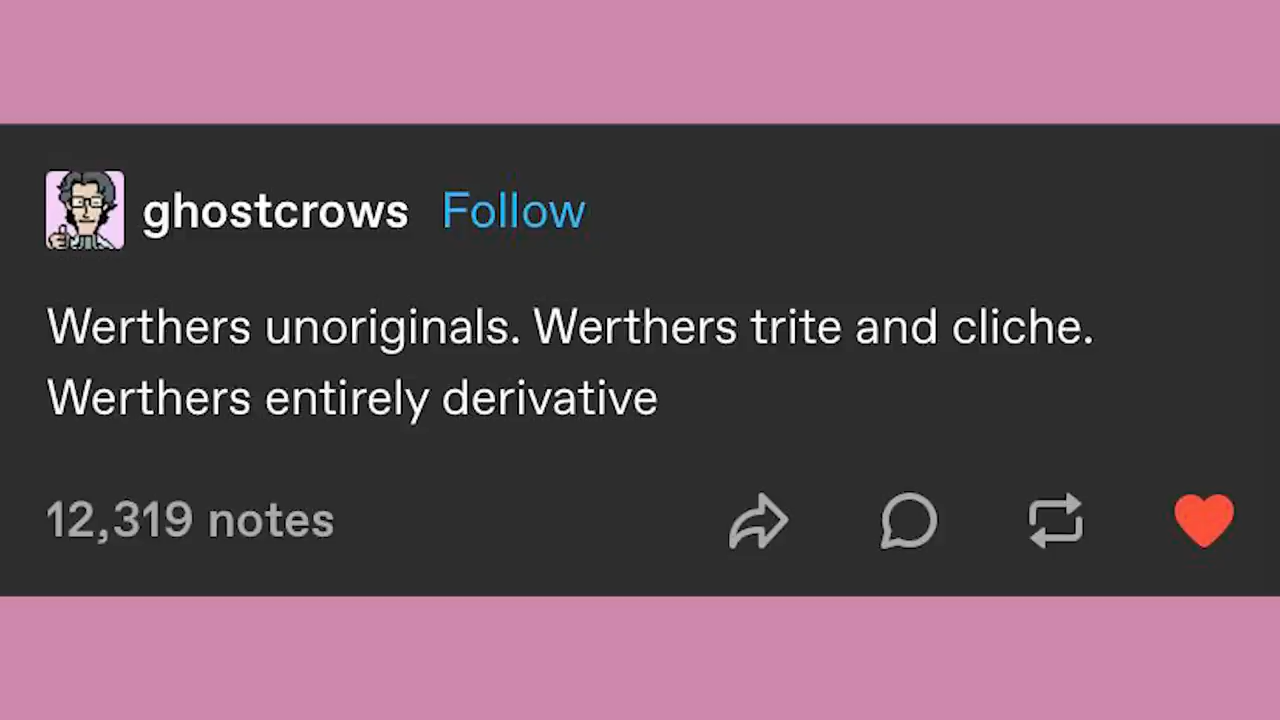 ghostcrows Follow
Werthers unoriginals. Werthers trite and cliche.
Werthers entirely derivative
12,319 notes